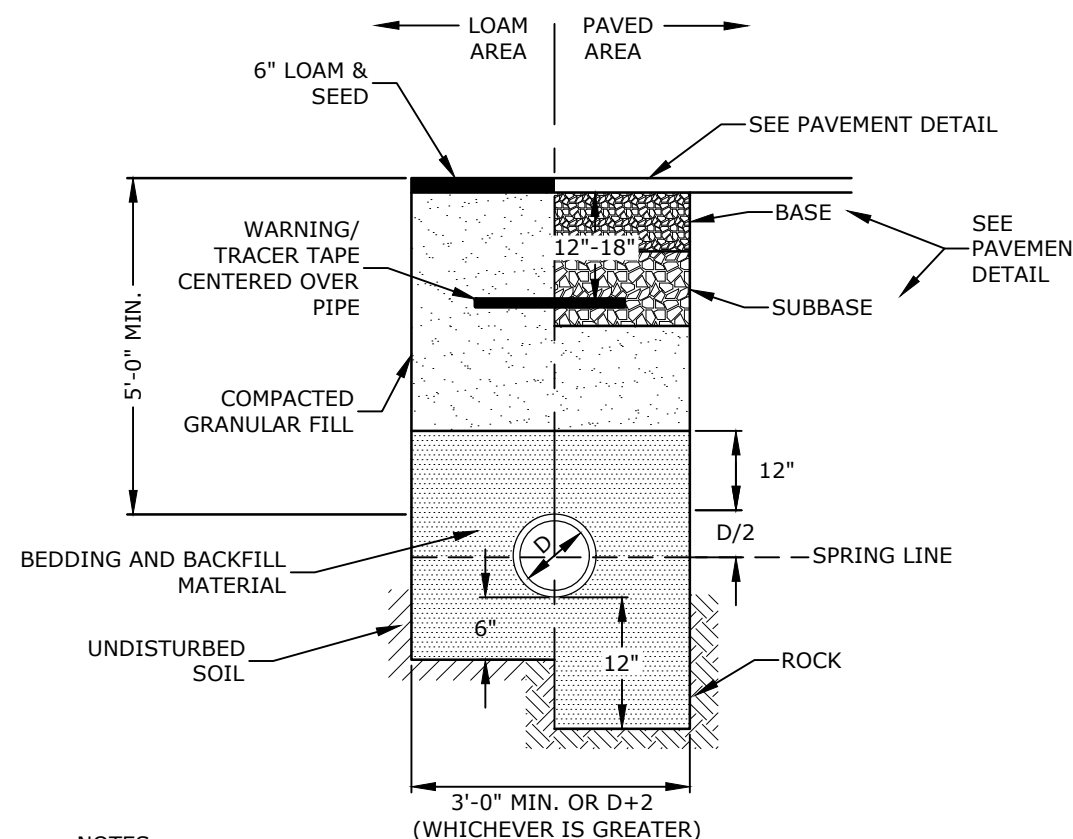 LOAM
AREA
PAVED
AREA
6" LOAM &
SEED
SEE PAVEMENT DETAIL
BASE
SEE
PAVEMEN
DETAIL
WARNING/
TRACER TAPE
CENTERED OVER
PIPE
12"-18"
SUBBASE
5'-0" MIN.
COMPACTED
GRANULAR FILL
12"
D/2
D
SPRING LINE
BEDDING AND BACKFILL
MATERIAL
6"
12"
UNDISTURBED
SOIL
ROCK
3'-0" MIN. OR D+2
(WHICHEVER IS GREATER)
NOTES